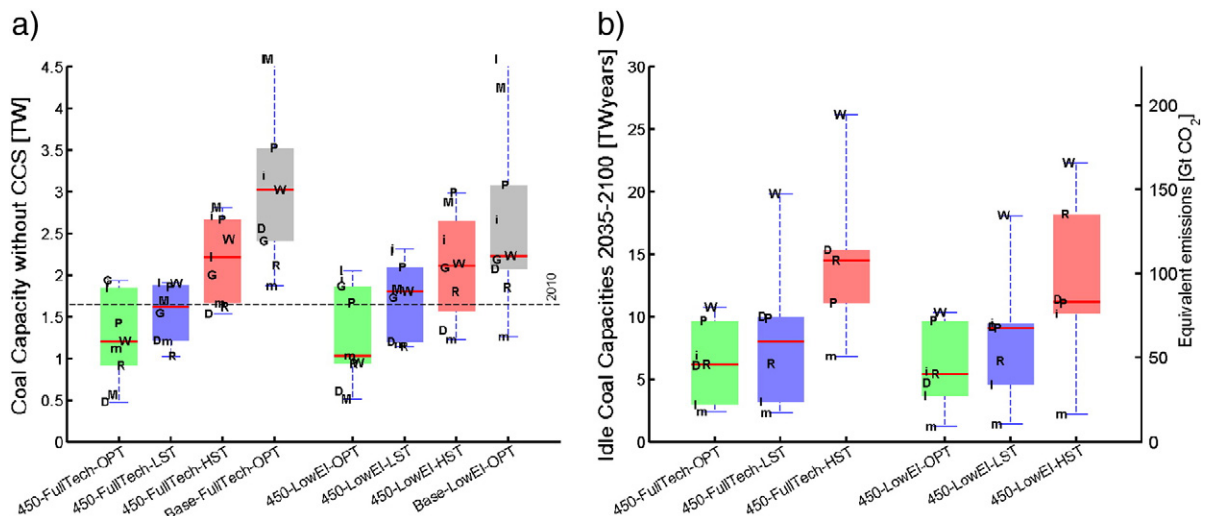 a)
Coal Capacity without CCS [TW]
4.5
4
3.5
3
2.5
2
1.5
1
0.5
0
2010
450-FullTech-OPT
450-FullTech-LST
450-FullTech-HST
Base-FullTech-OPT
450-LowEI-OPT
450-LowEI-LST
450-LowEI-HST
Base-LowEI-OPT
b)
Idle Coal Capacities 2035-2100 [TWyears]
30
25
20
15
10
5
0
200
150
100
50
0
Equivalent emissions [Gt CO2]
450-FullTech-OPT
450-FullTech-LST
450-FullTech-HST
450-LowEI-OPT
450-LowEI-LST
450-LowEI-HST